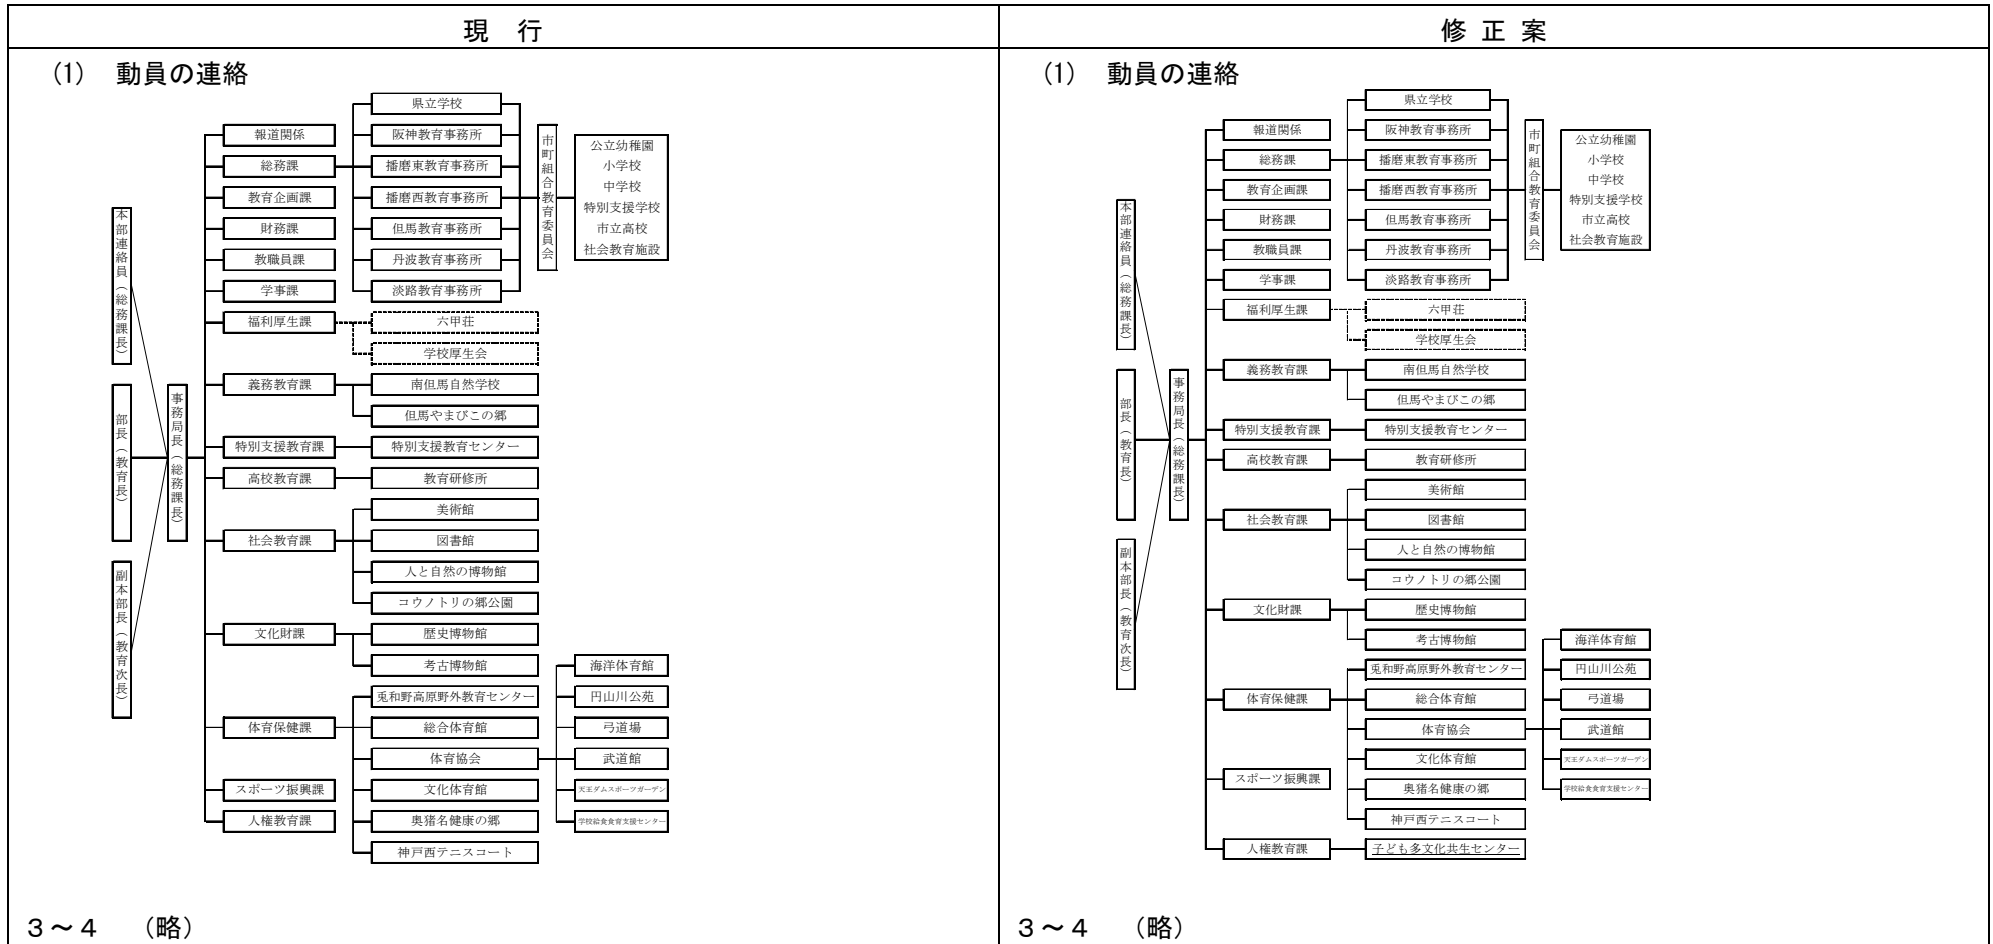 現 行
(1) 動員の連絡
本部連絡員（総務課長）
部長（教育長）
副本部長（教育次長）
事務局長（総務課長）
報道関係
総務課
教育企画課
財務課
教職員課
学事課
福利厚生課
義務教育課
特別支援教育課
高校教育課
社会教育課
文化財課
体育保健課
スポーツ振興課
人権教育課
県立学校
阪神教育事務所
播磨東教育事務所
播磨西教育事務所
但馬教育事務所
丹波教育事務所
淡路教育事務所
六甲荘
学校厚生会
南但馬自然学校
但馬やまびこの郷
特別支援教育センター
教育研修所
美術館
図書館
人と自然の博物館
コウノトリの郷公園
歴史博物館
考古博物館
兎和野高原野外教育センター
総合体育館
体育協会
文化体育館
奥猪名健康の郷
神戸西テニスコート
市町組合教育委員会
公立幼稚園
小学校
中学校
特別支援学校
市立高校
社会教育施設
海洋体育館
円山川公苑
弓道場
武道館
天王ダムスポーツガーデン
学校給食食育支援センター
３～４ （略）
修 正 案
(1) 動員の連絡
本部連絡員（総務課長）
部長（教育長）
副本部長（教育次長）
事務局長（総務課長）
報道関係
総務課
教育企画課
財務課
教職員課
学事課
福利厚生課
義務教育課
特別支援教育課
高校教育課
社会教育課
文化財課
体育保健課
スポーツ振興課
人権教育課
県立学校
阪神教育事務所
播磨東教育事務所
播磨西教育事務所
但馬教育事務所
丹波教育事務所
淡路教育事務所
六甲荘
学校厚生会
南但馬自然学校
但馬やまびこの郷
特別支援教育センター
教育研修所
美術館
図書館
人と自然の博物館
コウノトリの郷公園
歴史博物館
考古博物館
兎和野高原野外教育センター
総合体育館
体育協会
文化体育館
奥猪名健康の郷
神戸西テニスコート
子ども多文化共生センター
市町組合教育委員会
公立幼稚園
小学校
中学校
特別支援学校
市立高校
社会教育施設
海洋体育館
円山川公苑
弓道場
武道館
天王ダムスポーツガーデン
学校給食食育支援センター
３～４ （略）